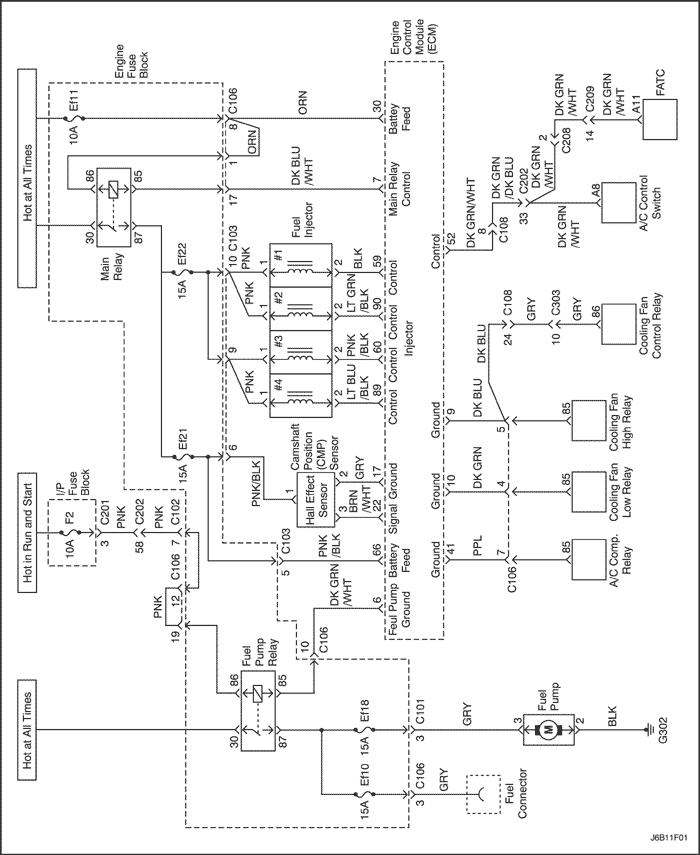 Hot at All Times
Engine
Fuse
Block
Ef11
10A
C106
8
ORN
ORN
1
30
Battey
Feed
Engine
Control
Module
(ECM)
86
85
30
87
Main
Relay
17
DK BLU
/WHT
7
Main Relay
Control
Ef22
15A
10
C103
PNK
PNK
9
PNK
Fuel
Injector
1
#1
2
BLK
59
Control
1
#2
2
LT GRN
/BLK
90
Control
1
#3
2
PNK
/BLK
60
Control
1
#4
2
LT BLU
/BLK
89
Control
Injector
Control
52
DK GRN/WHT
8
C108
DK GRN
/DK BLU
C202
33
DK GRN
/WHT
2
C208
DK GRN
/WHT
C209
14
DK GRN
/WHT
A11
FATC
DK GRN
/WHT
A8
A/C Control
Switch
Ef21
15A
6
PNK/BLK
Camshaft
Position
(CMP)
Sensor
1
Hall Effect
Sensor
2
GRY
17
Ground
3
BRN
/WHT
22
Signal
C103
5
PNK
/BLK
66
Battery
Feed
Ground
9
DK BLU
DK BLU
C108
24
GRY
C303
10
GRY
86
Cooling Fan
Control Relay
5
85
Cooling Fan
High Relay
Ground
10
DK GRN
4
85
Cooling Fan
Low Relay
Ground
41
PPL
7
C106
85
A/C Comp.
Relay
Hot in Run and Start
I/P
Fuse
Block
F2
10A
C201
3
PNK
C202
58
PNK
C102
7
C106
12
PNK
19
DK GRN
/WHT
6
Feul Pump
Ground
10
C106
Hot at All Times
Fuel
Pump
Relay
86
85
30
87
Ef18
15A
C101
3
GRY
3
M
2
Fuel
Pump
BLK
G302
Ef10
15A
C106
3
GRY
Fuel
Connector
J6B11F01